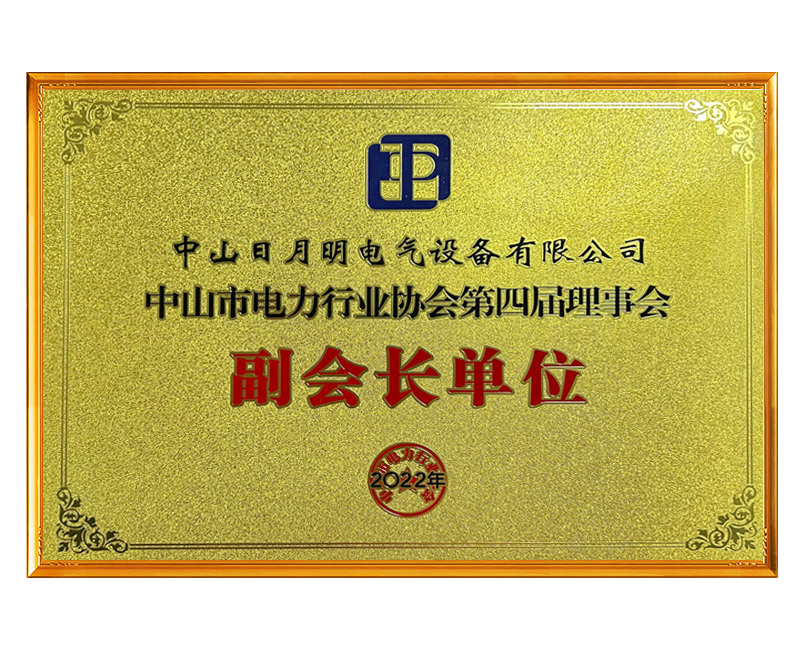 中山日月明电气设备有限公司
中山市电力行业协会第四届理事会
副会长单位
2022年